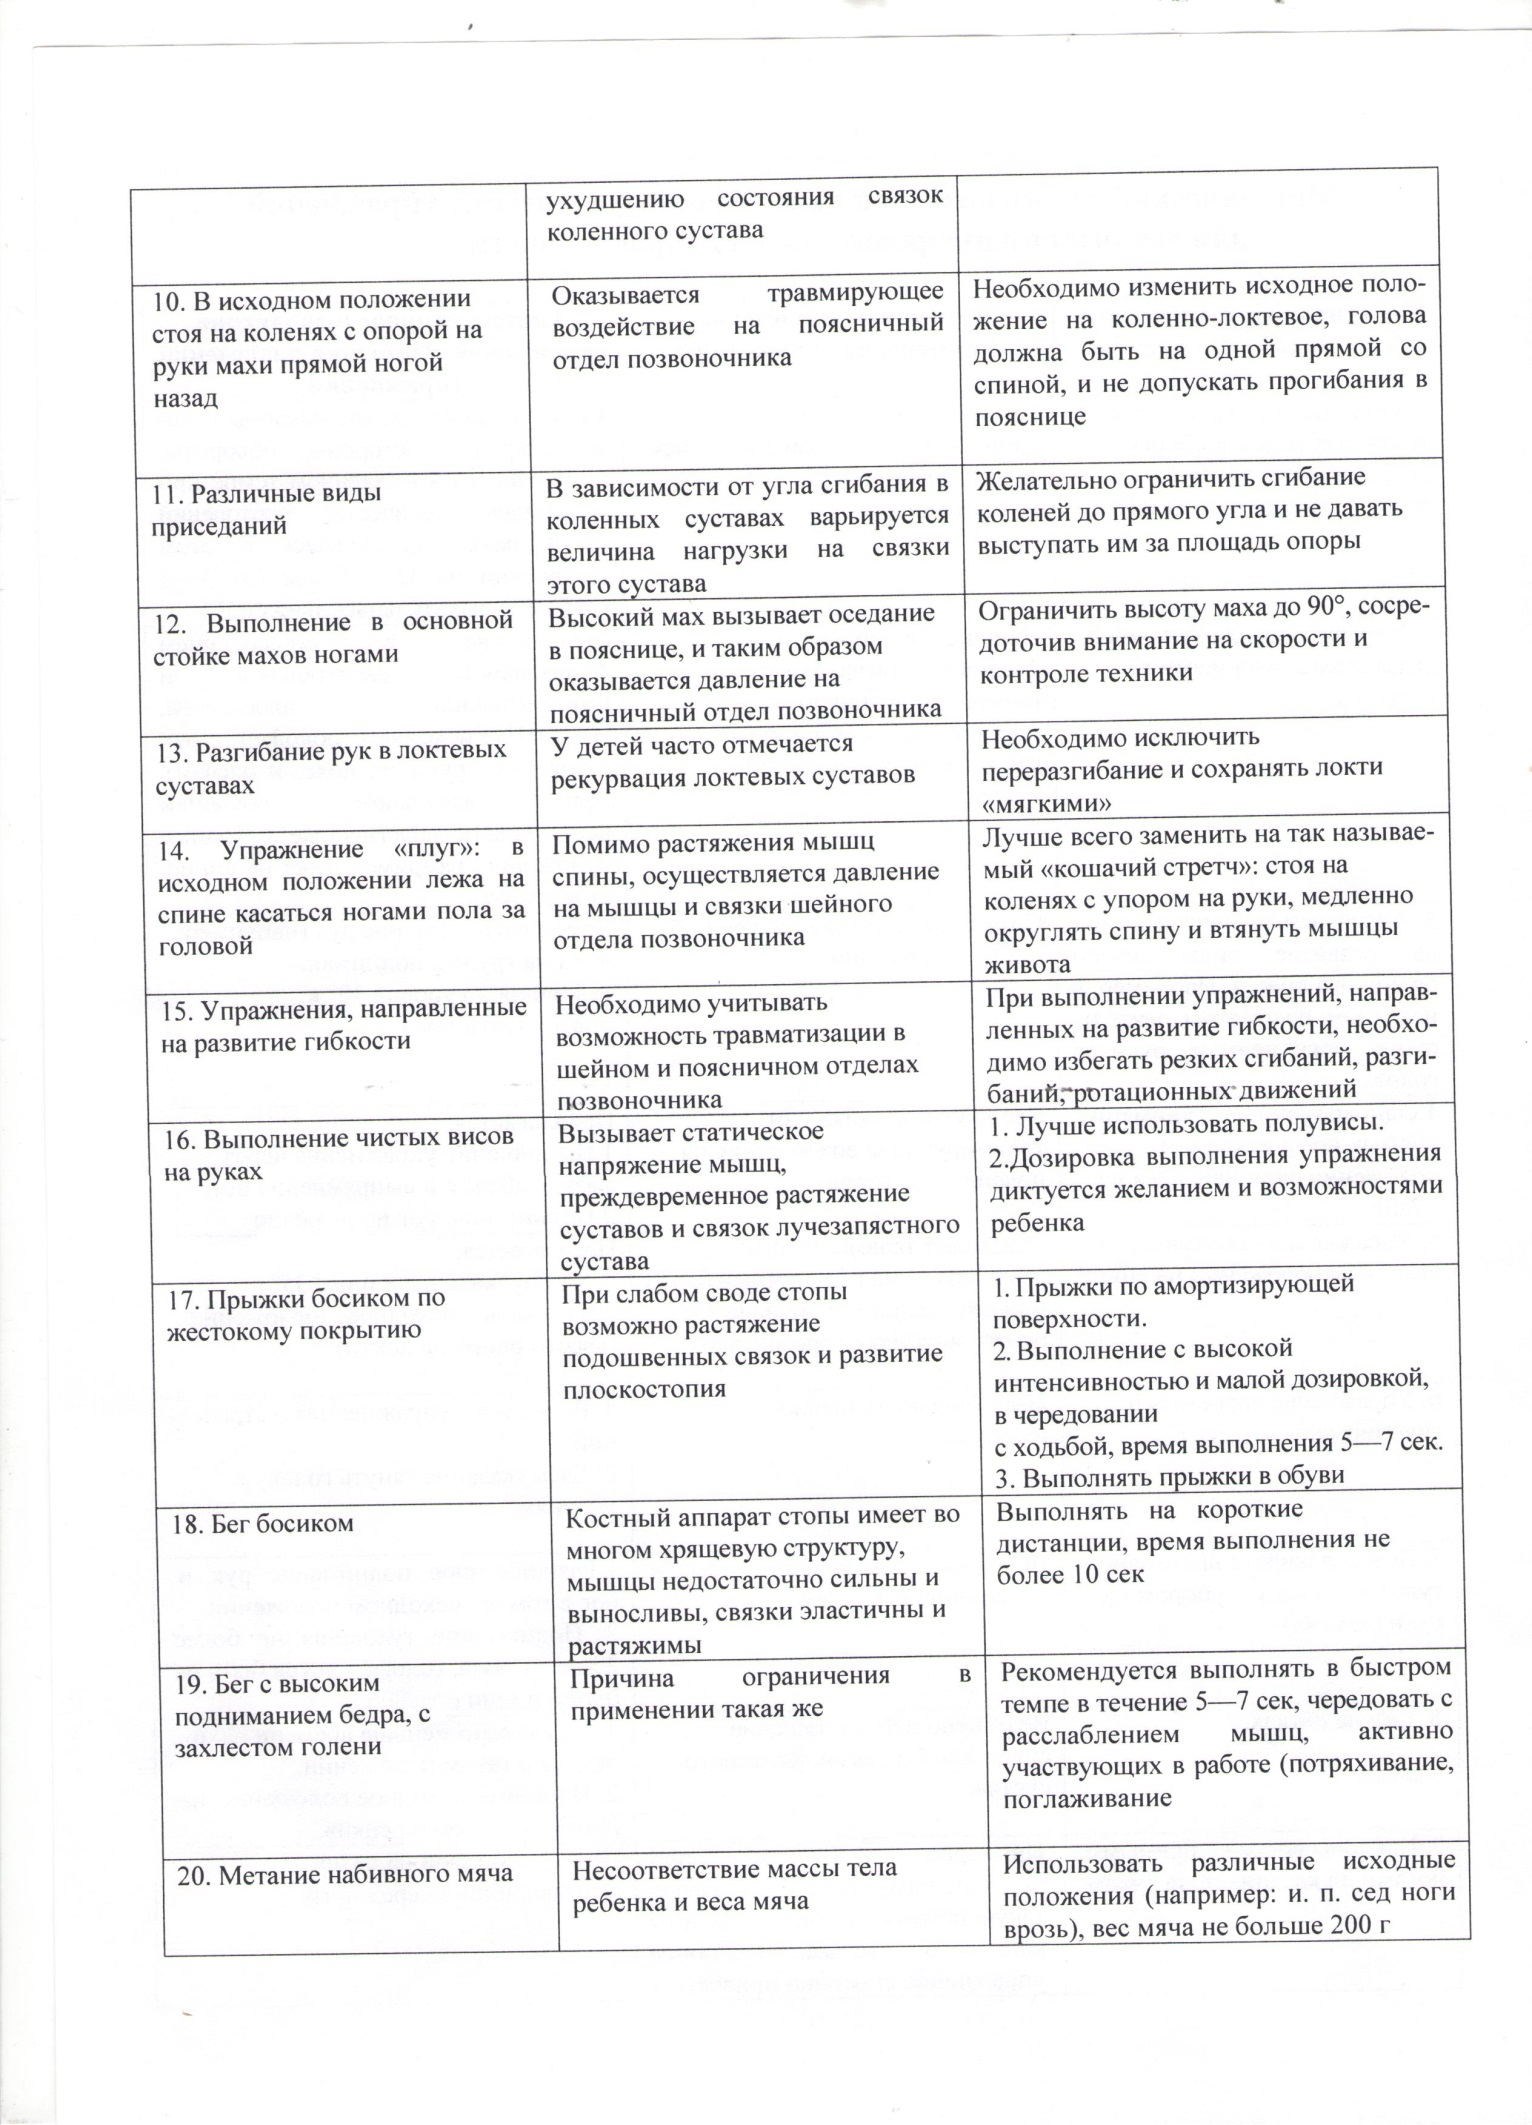 ухудшению состояния связок
коленного сустава
10. В исходном положении
стоя на коленях с опорой на
руки махи прямой ногой
назад
Оказывается травмирующее
воздействие на поясничный
отдел позвоночника
Необходимо изменить исходное поло-
жение на коленно-локтевое, голова
должна быть на одной прямой со
спиной, и не допускать прогибания в
пояснице
11. Различные виды
приседаний
В зависимости от угла сгибания в
коленных суставах варьируется
величина нагрузки на связки
этого сустава
Желательно ограничить сгибание
коленей до прямого угла и не давать
выступать им за площадь опоры
12. Выполнение в основной
стойке махов ногами
Высокий мах вызывает оседание
в пояснице, и таким образом
оказывается давление на
поясничный отдел позвоночника
Ограничить высоту маха до 90°, сосре-
доточив внимание на скорости и
контроле техники
13. Разгибание рук в локтевых
суставах
У детей часто отмечается
рекурвация локтевых суставов
Необходимо исключить
переразгибание и сохранять локти
«мягкими»
14. Упражнение «плуг»: в
исходном положении лежа на
спине касаться ногами пола за
головой
Помимо растяжения мышц
спины, осуществляется давление
на мышцы и связки шейного
отдела позвоночника
Лучше всего заменить на так называе-
мый «кошачий стретч»: стоя на
коленях с упором на руки, медленно
округлять спину и втянуть мышцы
живота
15. Упражнения, направленные
на развитие гибкости
Необходимо учитывать
возможность травматизации в
шейном и поясничном отделах
позвоночника
При выполнении упражнений, направ-
ленных на развитие гибкости, необхо-
димо избегать резких сгибаний, разги-
баний, ротационных движений
16. Выполнение чистых висов
на руках
Вызывает статическое
напряжение мышц,
преждевременное растяжение
суставов и связок лучезапястного
сустава
1. Лучше использовать полувисы.
2.Дозировка выполнения упражнения
диктуется желанием и возможностями
ребенка
17. Прыжки босиком по
жестокому покрытию
При слабом своде стопы
возможно растяжение
подошвенных связок и развитие
плоскостопия
1. Прыжки по амортизирующей
поверхности.
2. Выполнение с высокой
интенсивностью и малой дозировкой,
в чередовании
с ходьбой, время выполнения 5—7 сек.
3. Выполнять прыжки в обуви
18. Бег босиком
Костный аппарат стопы имеет во
многом хрящевую структуру,
мышцы недостаточно сильны и
выносливы, связки эластичны и
растяжимы
Выполнять на короткие
дистанции, время выполнения не
более 10 сек
19. Бег с высоким
подниманием бедра, с
захлестом голени
Причина ограничения в
применении такая же
Рекомендуется выполнять в быстром
темпе в течение 5—7 сек, чередовать с
расслаблением мышц, активно
участвующих в работе (потряхивание,
поглаживание
20. Метание набивного мяча
Несоответствие массы тела
ребенка и веса мяча
Использовать различные исходные
положения (например: и. п. сед ноги
врозь), вес мяча не больше 200 г